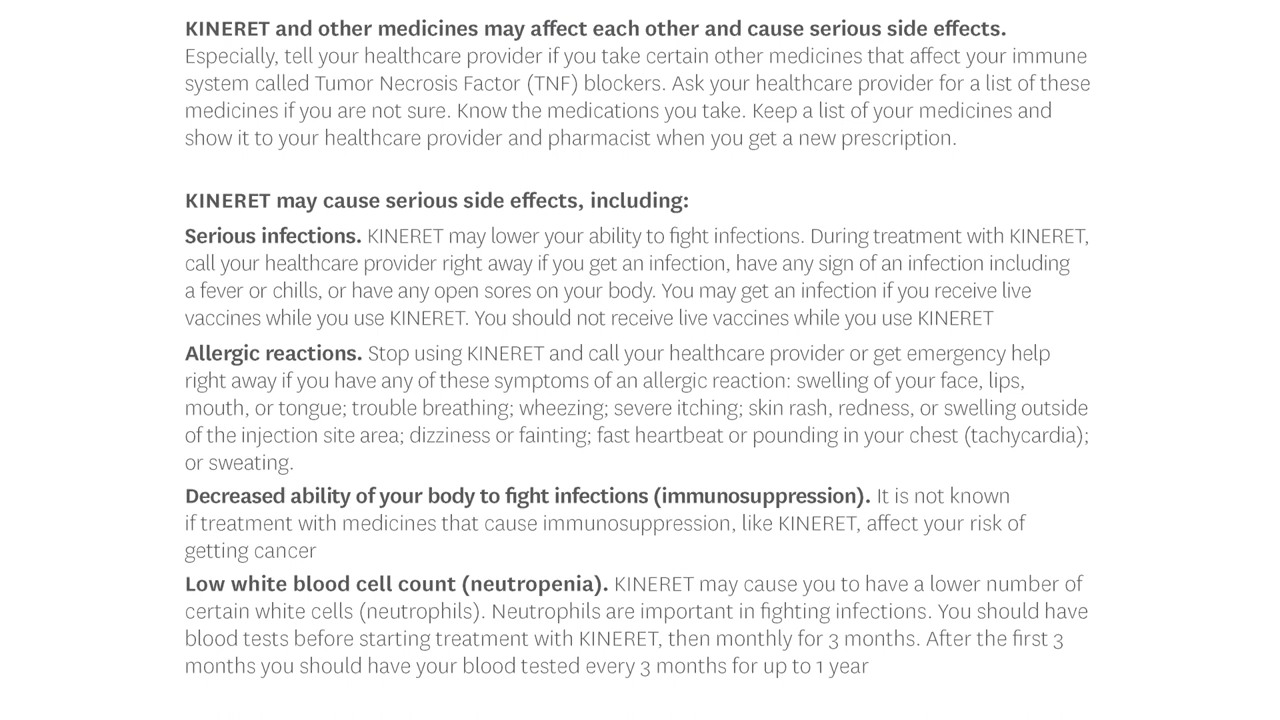 KINERET and other medicines may affect each other and cause serious side effects.
Especially, tell your healthcare provider if you take certain other medicines that affect your immune
system called Tumor Necrosis Factor (TNF) blockers. Ask your healthcare provider for a list of these
medicines if you are not sure. Know the medications you take. Keep a list of your medicines and
show it to your healthcare provider and pharmacist when you get a new prescription.
KINERET may cause serious side effects, including:
Serious infections. KINERET may lower your ability to fight infections. During treatment with KINERET,
call your healthcare provider right away if you get an infection, have any sign of an infection including
a fever or chills, or have any open sores on your body. You may get an infection if you receive live
vaccines while you use KINERET. You should not receive live vaccines while you use KINERET
Allergic reactions. Stop using KINERET and call your healthcare provider or get emergency help
right away if you have any of these symptoms of an allergic reaction: swelling of your face, lips,
mouth, or tongue; trouble breathing; wheezing; severe itching; skin rash, redness, or swelling outside
of the injection site area; dizziness or fainting; fast heartbeat or pounding in your chest (tachycardia);
or sweating.
Decreased ability of your body to fight infections (immunosuppression). It is not known
if treatment with medicines that cause immunosuppression, like KINERET, affect your risk of
getting cancer
Low white blood cell count (neutropenia). KINERET may cause you to have a lower number of
certain white cells (neutrophils). Neutrophils are important in fighting infections. You should have
blood tests before starting treatment with KINERET, then monthly for 3 months. After the first 3
months you should have your blood tested every 3 months for up to 1 year